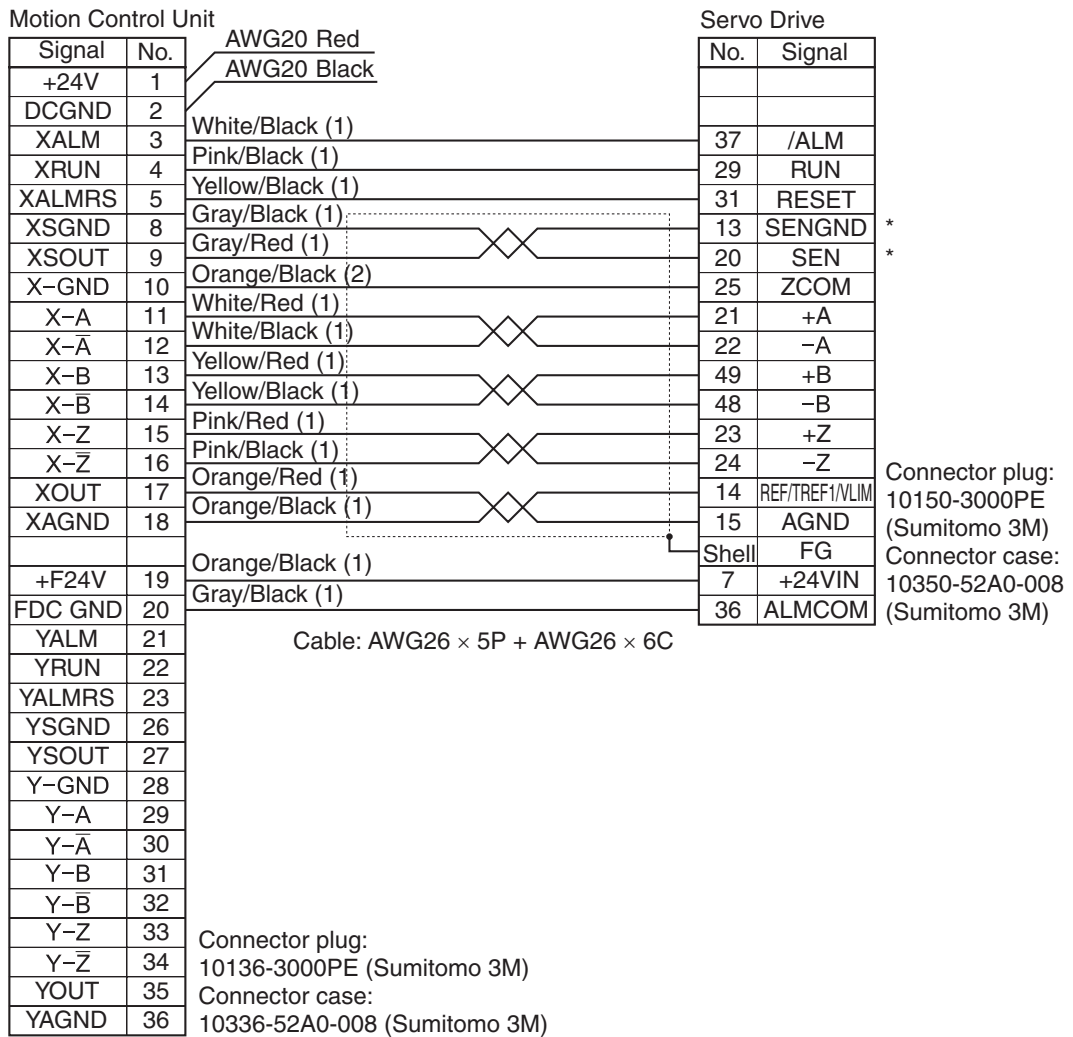 Motion Control Unit
Servo Drive
Signal No.
AWG20 Red
No. Signal
+24V 1
AWG20 Black
DCGND 2
White/Black (1)
XALM 3
37 /ALM
Pink/Black (1)
XRUN 4
29 RUN
Yellow/Black (1)
XALMRS 5
31 RESET
Gray/Black (1)
XSGND 8
13 SENGND *
Gray/Red (1)
XSOUT 9
20 SEN *
Orange/Black (2)
X−GND 10
25 ZCOM
White/Red (1)
X−A 11
21 +A
White/Black (1)
X−A̅ 12
22 −A
Yellow/Red (1)
X−B 13
49 +B
Yellow/Black (1)
X−B̅ 14
48 −B
Pink/Red (1)
X−Z 15
23 +Z
Pink/Black (1)
X−Z̅ 16
24 −Z
Orange/Red (1)
XOUT 17
14 REF/TREF1/VLIM
Orange/Black (1)
XAGND 18
15 AGND
Shell FG
Orange/Black (1)
+F24V 19
7 +24VIN
Gray/Black (1)
FDC GND 20
36 ALMCOM
Connector plug:
10150-3000PE
(Sumitomo 3M)
Connector case:
10350-52A0-008
(Sumitomo 3M)
YALM 21
Cable: AWG26 × 5P + AWG26 × 6C
YRUN 22
YALMRS 23
YSGND 26
YSOUT 27
Y−GND 28
Y−A 29
Y−A̅ 30
Y−B 31
Y−B̅ 32
Y−Z 33
Y−Z̅ 34
YOUT 35
YAGND 36
Connector plug:
10136-3000PE (Sumitomo 3M)
Connector case:
10336-52A0-008 (Sumitomo 3M)